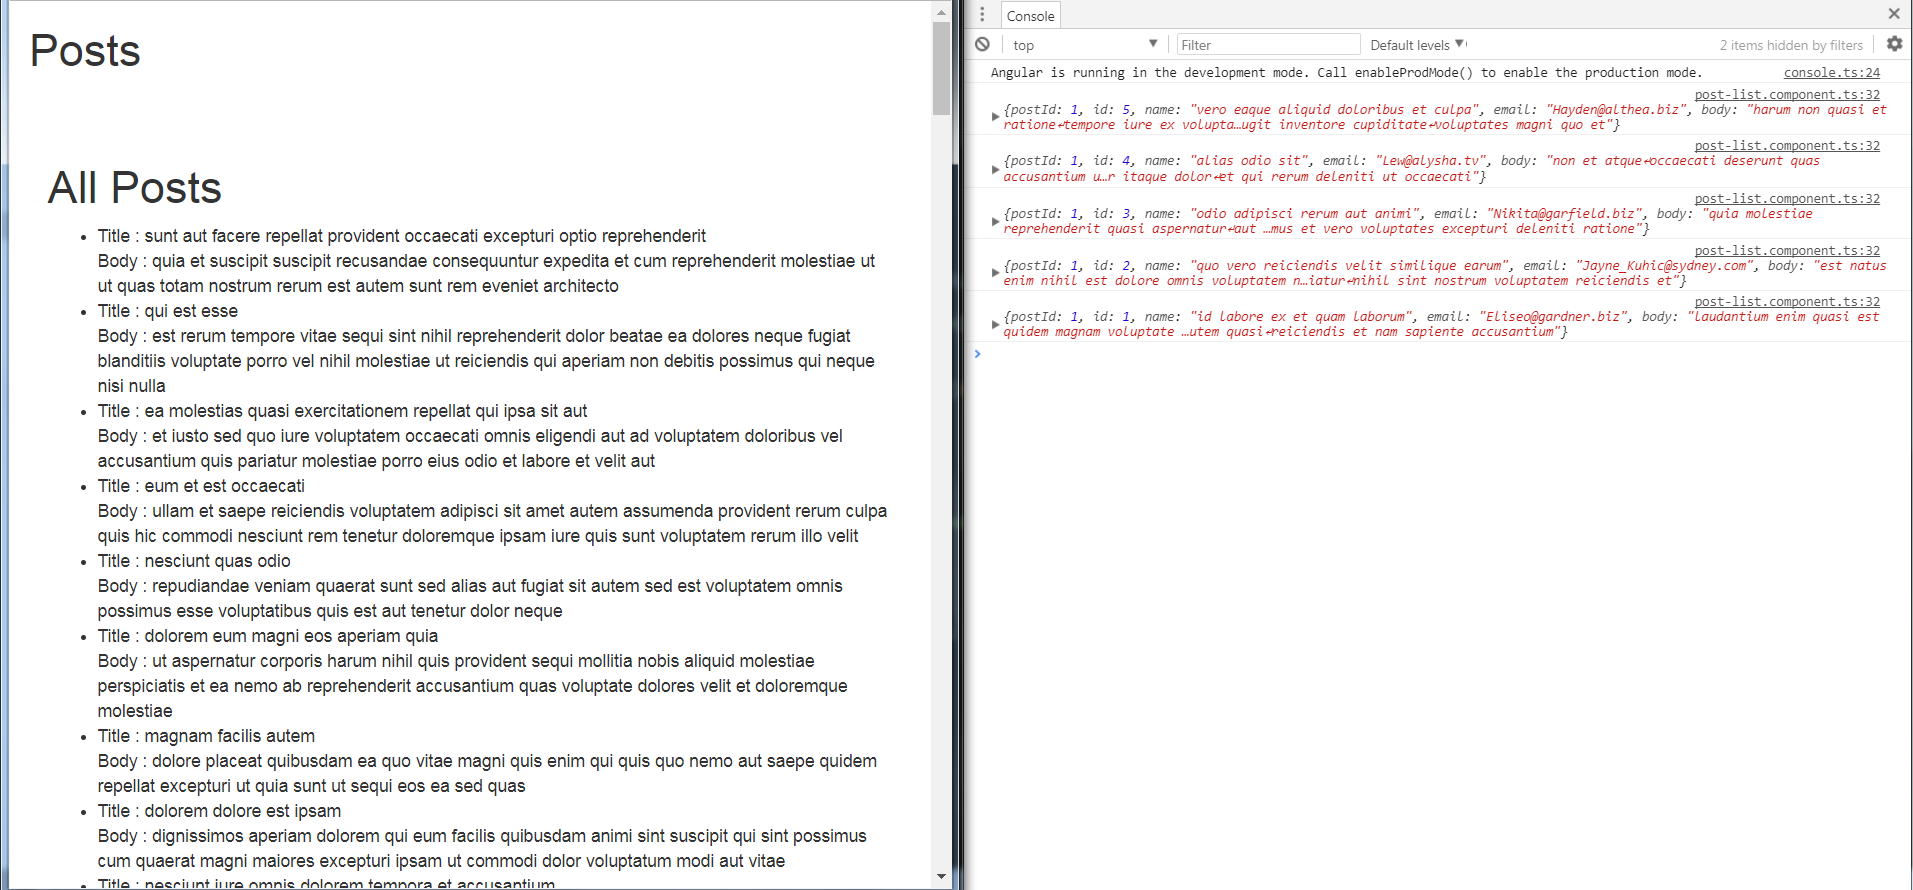 Posts
All Posts
Title : sunt aut facere repellat provident occaecati excepturi optio reprehenderit
Body : quia et suscipit suscipit recusandae consequuntur expedita et cum reprehenderit molestiae ut
ut quas totam nostrum rerum est autem sunt rem eveniet architecto
Title : qui est esse
Body : est rerum tempore vitae sequi sint nihil reprehenderit dolor beatae ea dolores neque fugiat
blanditiis voluptate porro vel nihil molestiae ut reiciendis qui aperiam non debitis possimus qui neque
nisi nulla
Title : ea molestias quasi exercitationem repellat qui ipsa sit aut
Body : et iusto sed quo iure voluptatem occaecati omnis eligendi aut ad voluptatem doloribus vel
accusantium quis pariatur molestiae porro eius odio et labore et velit aut
Title : eum et est occaecati
Body : ullam et saepe reiciendis voluptatem adipisci sit amet autem assumenda provident rerum culpa
quis hic commodi nesciunt rem tenetur doloremque ipsam iure quis sunt voluptatem rerum illo velit
Title : nesciunt quas odio
Body : repudiandae veniam quaerat sunt sed alias aut fugiat sit autem sed est voluptatem omnis
possimus esse voluptatibus quis est aut tenetur dolor neque
Title : dolorem eum magni eos aperiam quia
Body : ut aspernatur corporis harum nihil quis provident sequi mollitia nobis aliquid molestiae
perspiciatis et ea nemo ab reprehenderit accusantium quas voluptate dolores velit et doloremque
molestiae
Title : magnam facilis autem
Body : dolore placeat quibusdam ea quo vitae magni quis enim qui quis quo nemo aut saepe quidem
repellat excepturi ut quia sunt ut sequi eos ea sed quas
Title : dolorem dolore est ipsam
Body : dignissimos aperiam dolorem qui eum facilis quibusdam animi sint suscipit qui sint possimus
cum quaerat magni maiores excepturi ipsam ut commodi dolor voluptatum modi aut vitae
Title : nesciunt iure omnis dolorem tempora et accusantium
Console
top Filter Default levels 2 items hidden by filters
Angular is running in the development mode. Call enableProdMode() to enable the production mode. console.ts:24
post-list.component.ts:32
{postId: 1, id: 5, name: "vero eaque aliquid doloribus et culpa", email: "Hayden@althea.biz", body: "harum non quasi et
ratione↵tempore iure ex volupta…ugit inventore cupiditate↵voluptates magni quo et"}
post-list.component.ts:32
{postId: 1, id: 4, name: "alias odio sit", email: "Lew@alysha.tv", body: "non et atque↵occaecati deserunt quas
accusantium u…r itaque dolor↵et qui rerum deleniti ut occaecati"}
post-list.component.ts:32
{postId: 1, id: 3, name: "odio adipisci rerum aut animi", email: "Nikita@garfield.biz", body: "quia molestiae
reprehenderit quasi aspernatur↵aut …mus et vero voluptates excepturi deleniti ratione"}
post-list.component.ts:32
{postId: 1, id: 2, name: "quo vero reiciendis velit similique earum", email: "Jayne_Kuhic@sydney.com", body: "est natus
enim nihil est dolore omnis voluptatem n…iatur↵nihil sint nostrum voluptatem reiciendis et"}
post-list.component.ts:32
{postId: 1, id: 1, name: "id labore ex et quam laborum", email: "Eliseo@gardner.biz", body: "laudantium enim quasi est
quidem magnam voluptate …utem quasi↵reiciendis et nam sapiente accusantium"}